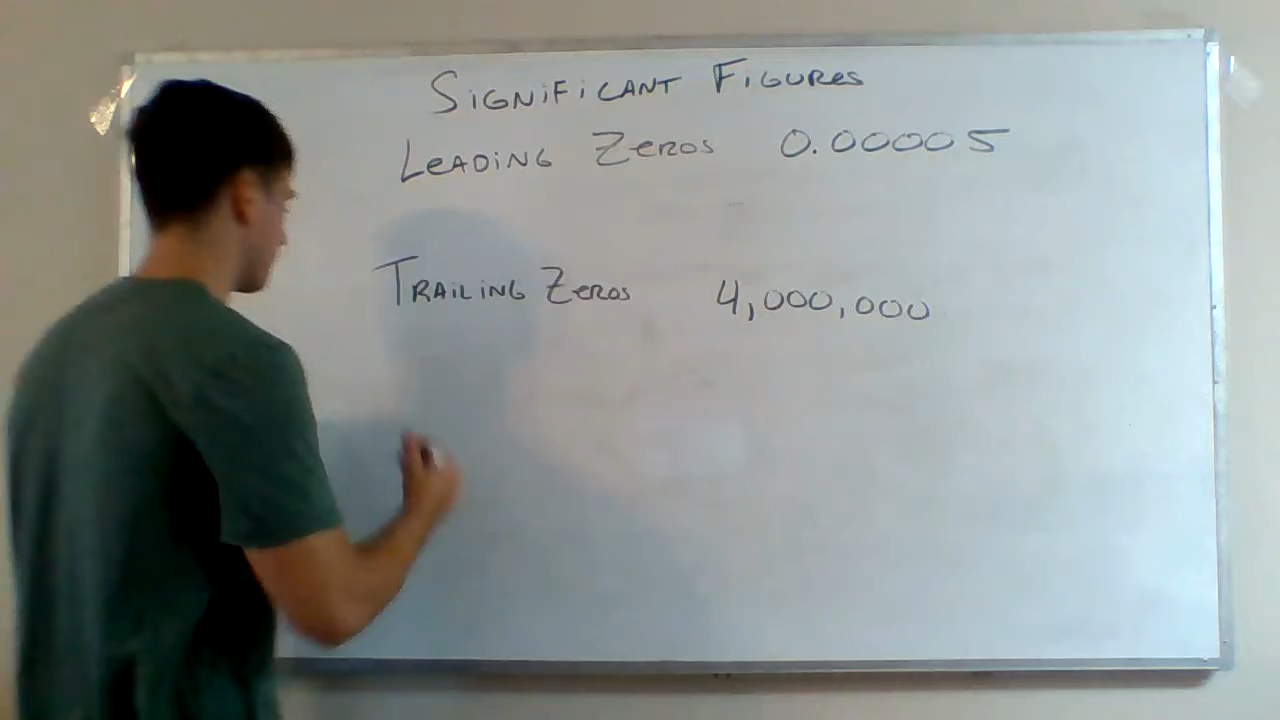 Significant Figures
Leading Zeros 0.00005
Trailing Zeros 4,000,000